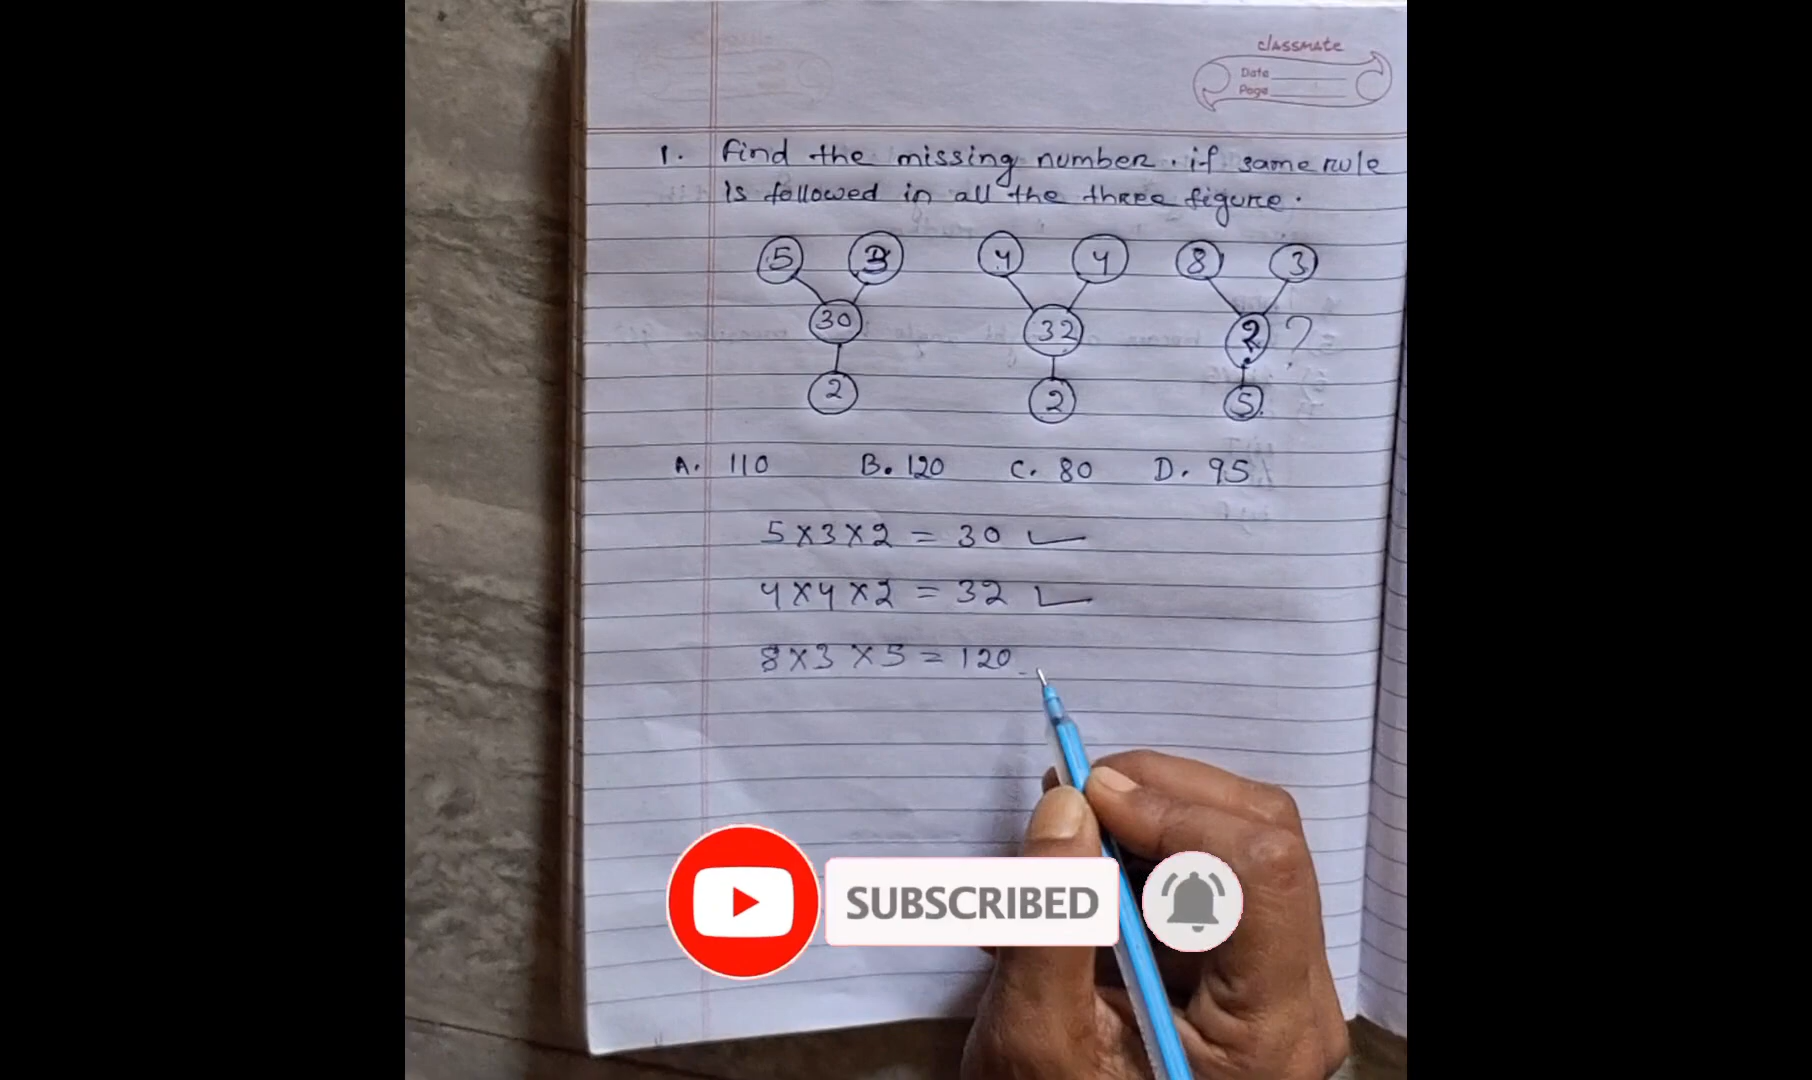 classmate
Date
Page
1. Find the missing number. if same rule
is followed in all the three figure.
5 3 4 4 8 3
30 32 ? ?
2 2 5
A. 110 B. 120 C. 80 D. 95
5×3×2 = 30
4×4×2 = 32
8×3×5 = 120
SUBSCRIBED